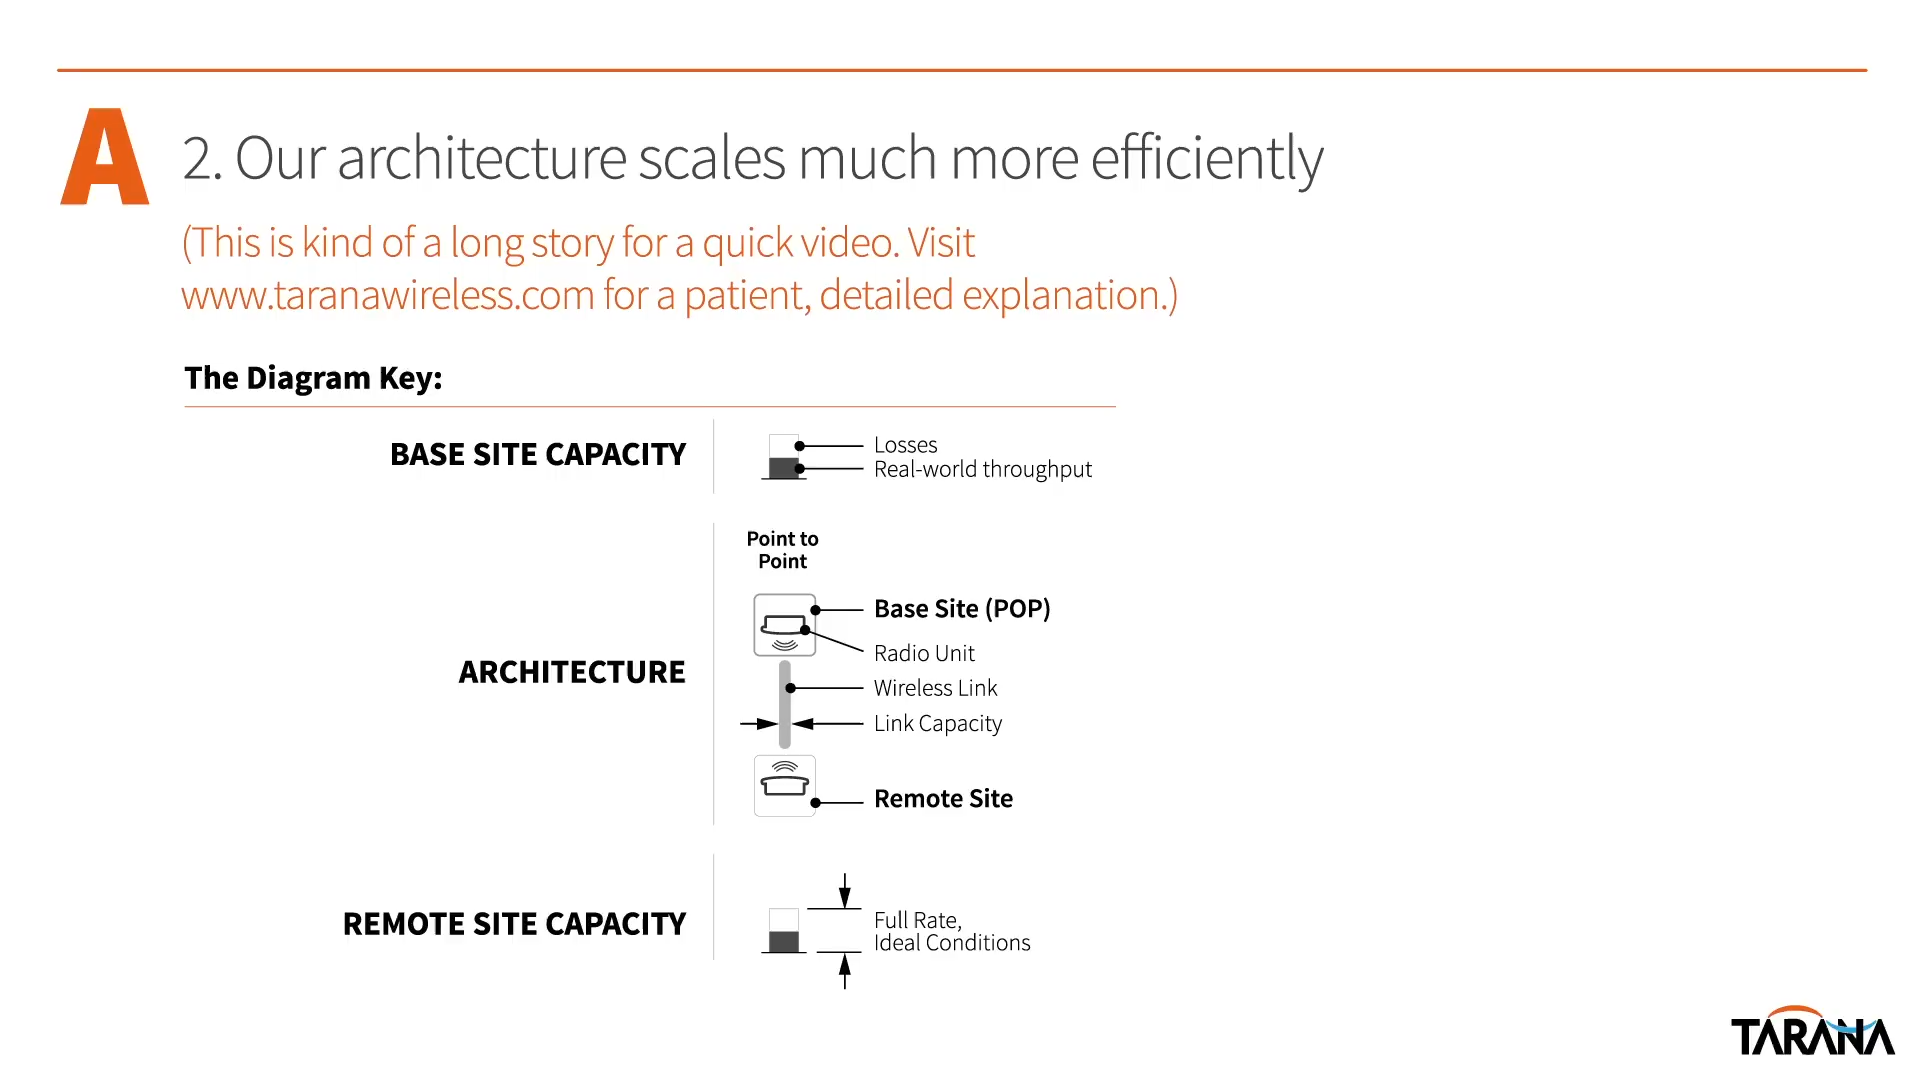 A
2. Our architecture scales much more efficiently
(This is kind of a long story for a quick video. Visit
www.taranawireless.com for a patient, detailed explanation.)
The Diagram Key:
BASE SITE CAPACITY
Losses
Real-world throughput
Point to
Point
ARCHITECTURE
Base Site (POP)
Radio Unit
Wireless Link
Link Capacity
Remote Site
REMOTE SITE CAPACITY
Full Rate,
Ideal Conditions
TARANA